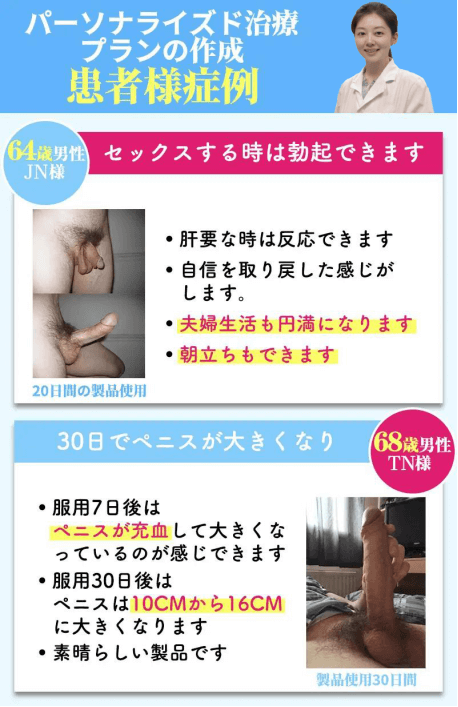 パーソナライズド治療
プランの作成
患者様症例
64歳男性
JN様
セックスする時は勃起できます
•肝要な時は反応できます
•自信を取り戻した感じが
します。
•夫婦生活も円満になります
•朝立ちもできます
20日間の製品使用
30日でペニスが大きくなり
68歳男性
TN様
•服用7日後は
ペニスが充血して大きくな
っているのが感じできます
•服用30日後は
ペニスは10CMから16CM
に大きくなります
•素晴らしい製品です
製品使用30日間